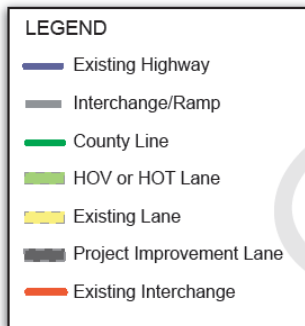 LEGEND
Existing Highway
Interchange/Ramp
County Line
HOV or HOT Lane
Existing Lane
Project Improvement Lane
Existing Interchange